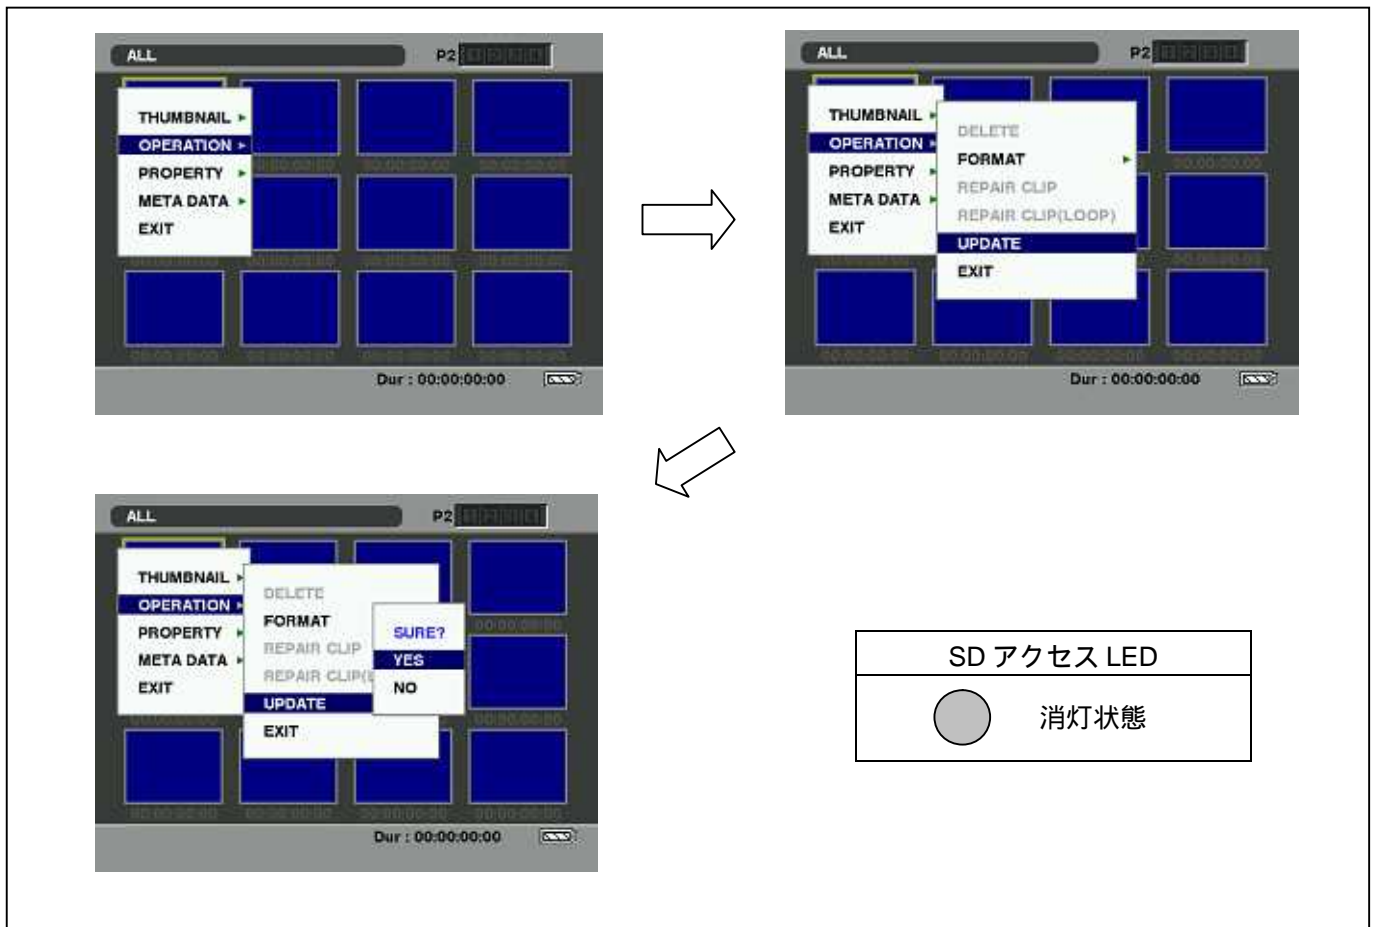 ALL P2
THUMBNAIL
OPERATION
PROPERTY
META DATA
EXIT
Dur : 00:00:00:00
ALL P2
THUMBNAIL
OPERATION
PROPERTY
META DATA
EXIT
DELETE
FORMAT
REPAIR CLIP
REPAIR CLIP(LOOP)
UPDATE
EXIT
Dur : 00:00:00:00
ALL P2
THUMBNAIL
OPERATION
PROPERTY
META DATA
EXIT
DELETE
FORMAT
REPAIR CLIP
REPAIR CLIP(
UPDATE
EXIT
SURE?
YES
NO
Dur : 00:00:00:00
SD アクセス LED
消灯状態